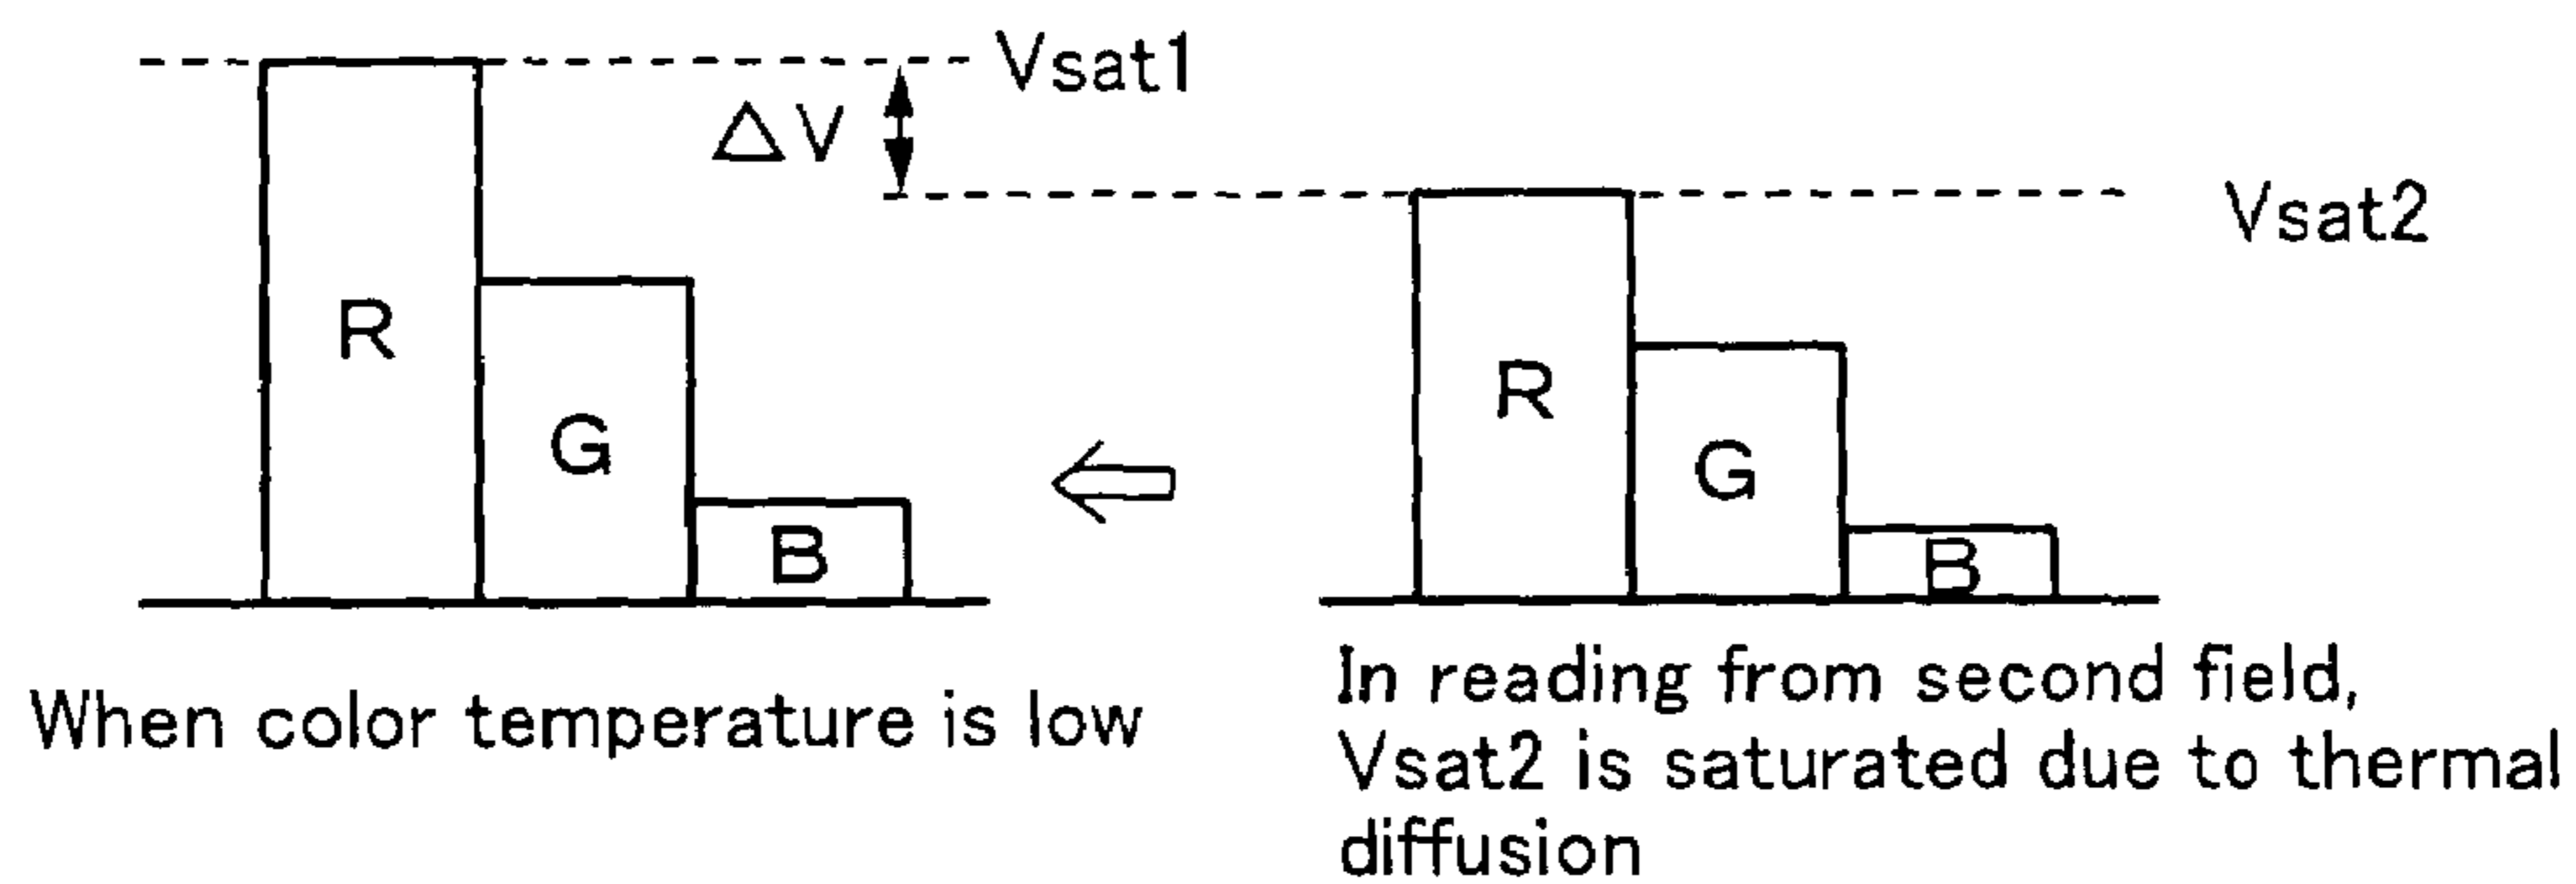 Vsat1
△V
Vsat2
R
G
B
R
G
B
When color temperature is low
In reading from second field,
Vsat2 is saturated due to thermal
diffusion